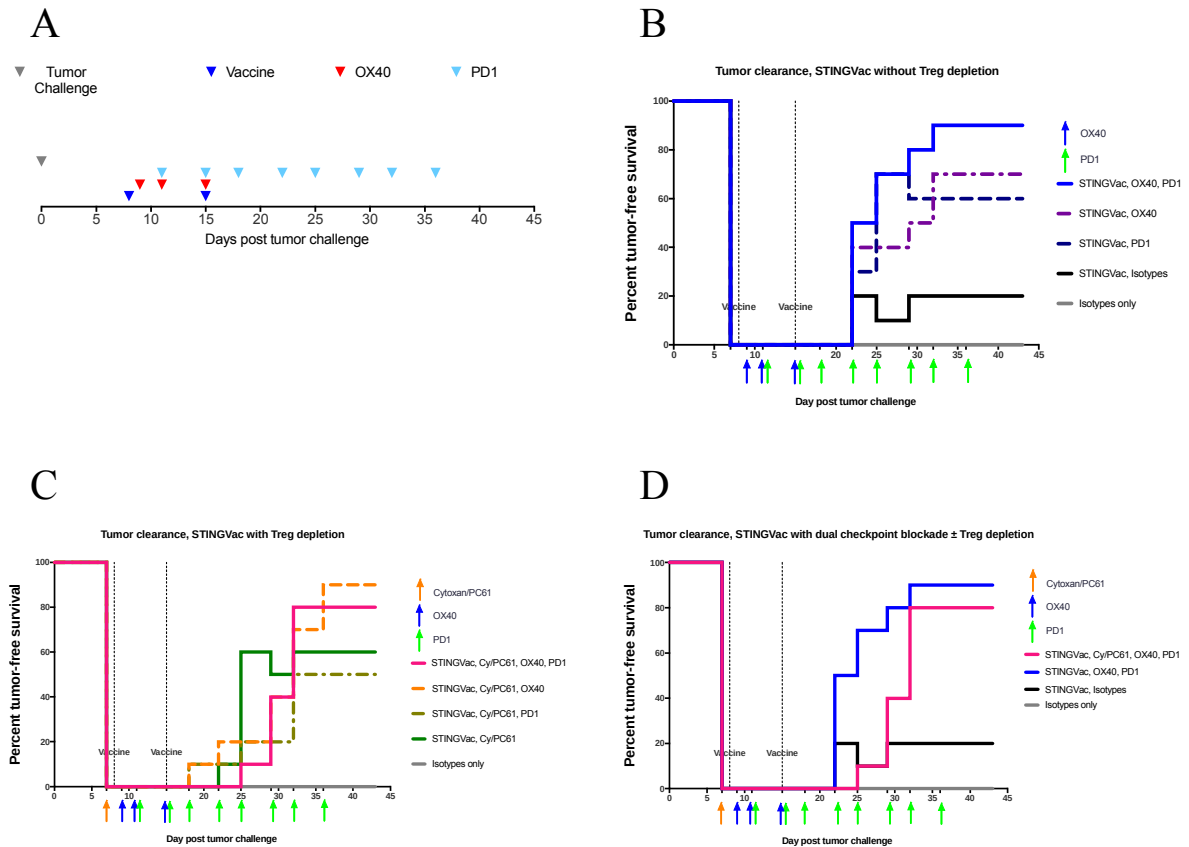 A
Tumor
Challenge
Vaccine
OX40
PD1
0 5 10 15 20 25 30 35 40 45
Days post tumor challenge
B
Tumor clearance, STINGVac without Treg depletion
Percent tumor-free survival
100
80
60
40
20
0
Vaccine Vaccine
0 5 10 15 20 25 30 35 40 45
Day post tumor challenge
OX40
PD1
STINGVac, OX40, PD1
STINGVac, OX40
STINGVac, PD1
STINGVac, Isotypes
Isotypes only
C
Tumor clearance, STINGVac with Treg depletion
Percent tumor-free survival
100
80
60
40
20
0
Vaccine Vaccine
0 5 10 15 20 25 30 35 40 45
Day post tumor challenge
Cytoxan/PC61
OX40
PD1
STINGVac, Cy/PC61, OX40, PD1
STINGVac, Cy/PC61, OX40
STINGVac, Cy/PC61, PD1
STINGVac, Cy/PC61
Isotypes only
D
Tumor clearance, STINGVac with dual checkpoint blockade ± Treg depletion
Percent tumor-free survival
100
80
60
40
20
0
Vaccine Vaccine
0 5 10 15 20 25 30 35 40 45
Day post tumor challenge
Cytoxan/PC61
OX40
PD1
STINGVac, Cy/PC61, OX40, PD1
STINGVac, OX40, PD1
STINGVac, Isotypes
Isotypes only